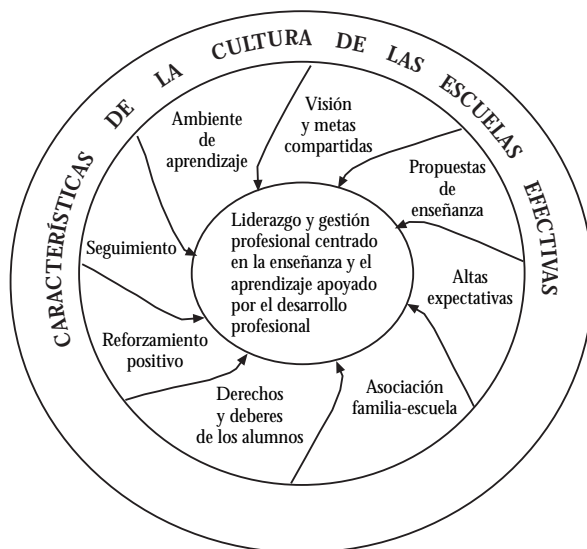 CARACTERÍSTICAS DE LA CULTURA DE LAS ESCUELAS EFECTIVAS
Ambiente
de
aprendizaje
Visión
y metas
compartidas
Propuestas
de
enseñanza
Altas
expectativas
Asociación
familia-escuela
Derechos
y deberes
de los alumnos
Reforzamiento
positivo
Seguimiento
Liderazgo y gestión
profesional centrado
en la enseñanza y el
aprendizaje apoyado
por el desarrollo
profesional